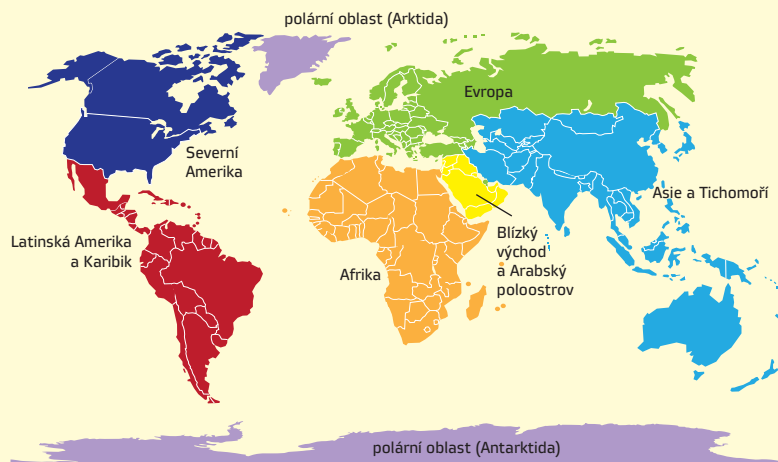 polární oblast (Arktida)
Evropa
Severní
Amerika
Asie a Tichomoří
Latinská Amerika
a Karibik
Blízký
východ
a Arabský
poloostrov
Afrika
polární oblast (Antarktida)